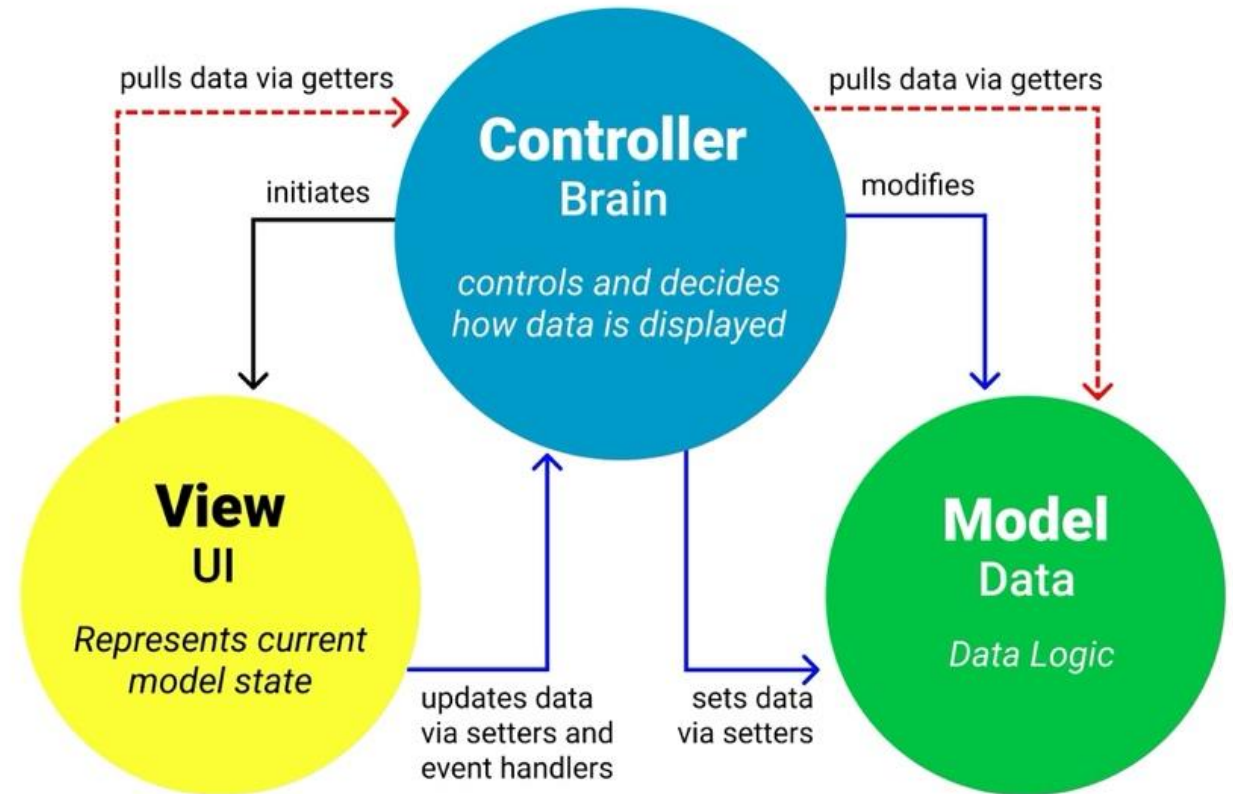 pulls data via getters
pulls data via getters
Controller
Brain
initiates
modifies
controls and decides
how data is displayed
View
UI
Represents current
model state
Model
Data
Data Logic
updates data
via setters and
event handlers
sets data
via setters